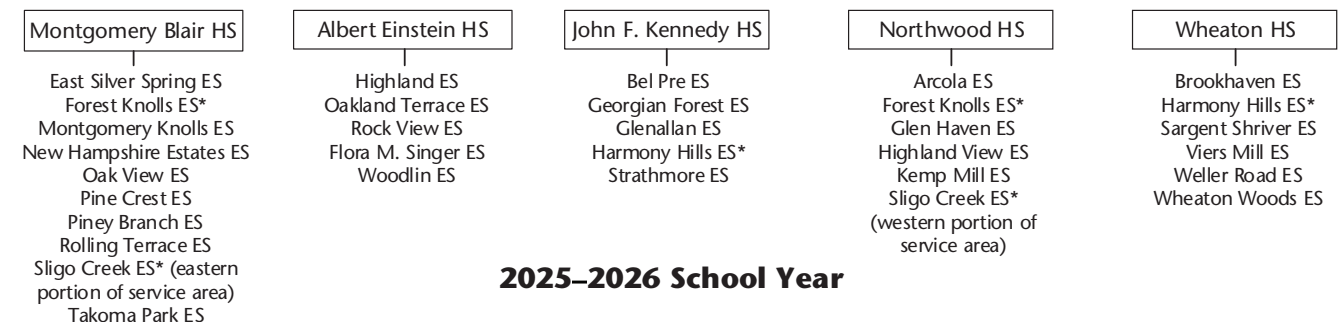 Montgomery Blair HS
East Silver Spring ES
Forest Knolls ES*
Montgomery Knolls ES
New Hampshire Estates ES
Oak View ES
Pine Crest ES
Piney Branch ES
Rolling Terrace ES
Sligo Creek ES* (eastern
portion of service area)
Takoma Park ES
Albert Einstein HS
Highland ES
Oakland Terrace ES
Rock View ES
Flora M. Singer ES
Woodlin ES
John F. Kennedy HS
Bel Pre ES
Georgian Forest ES
Glenallan ES
Harmony Hills ES*
Strathmore ES
Northwood HS
Arcola ES
Forest Knolls ES*
Glen Haven ES
Highland View ES
Kemp Mill ES
Sligo Creek ES*
(western portion of
service area)
Wheaton HS
Brookhaven ES
Harmony Hills ES*
Sargent Shriver ES
Viers Mill ES
Weller Road ES
Wheaton Woods ES
2025–2026 School Year